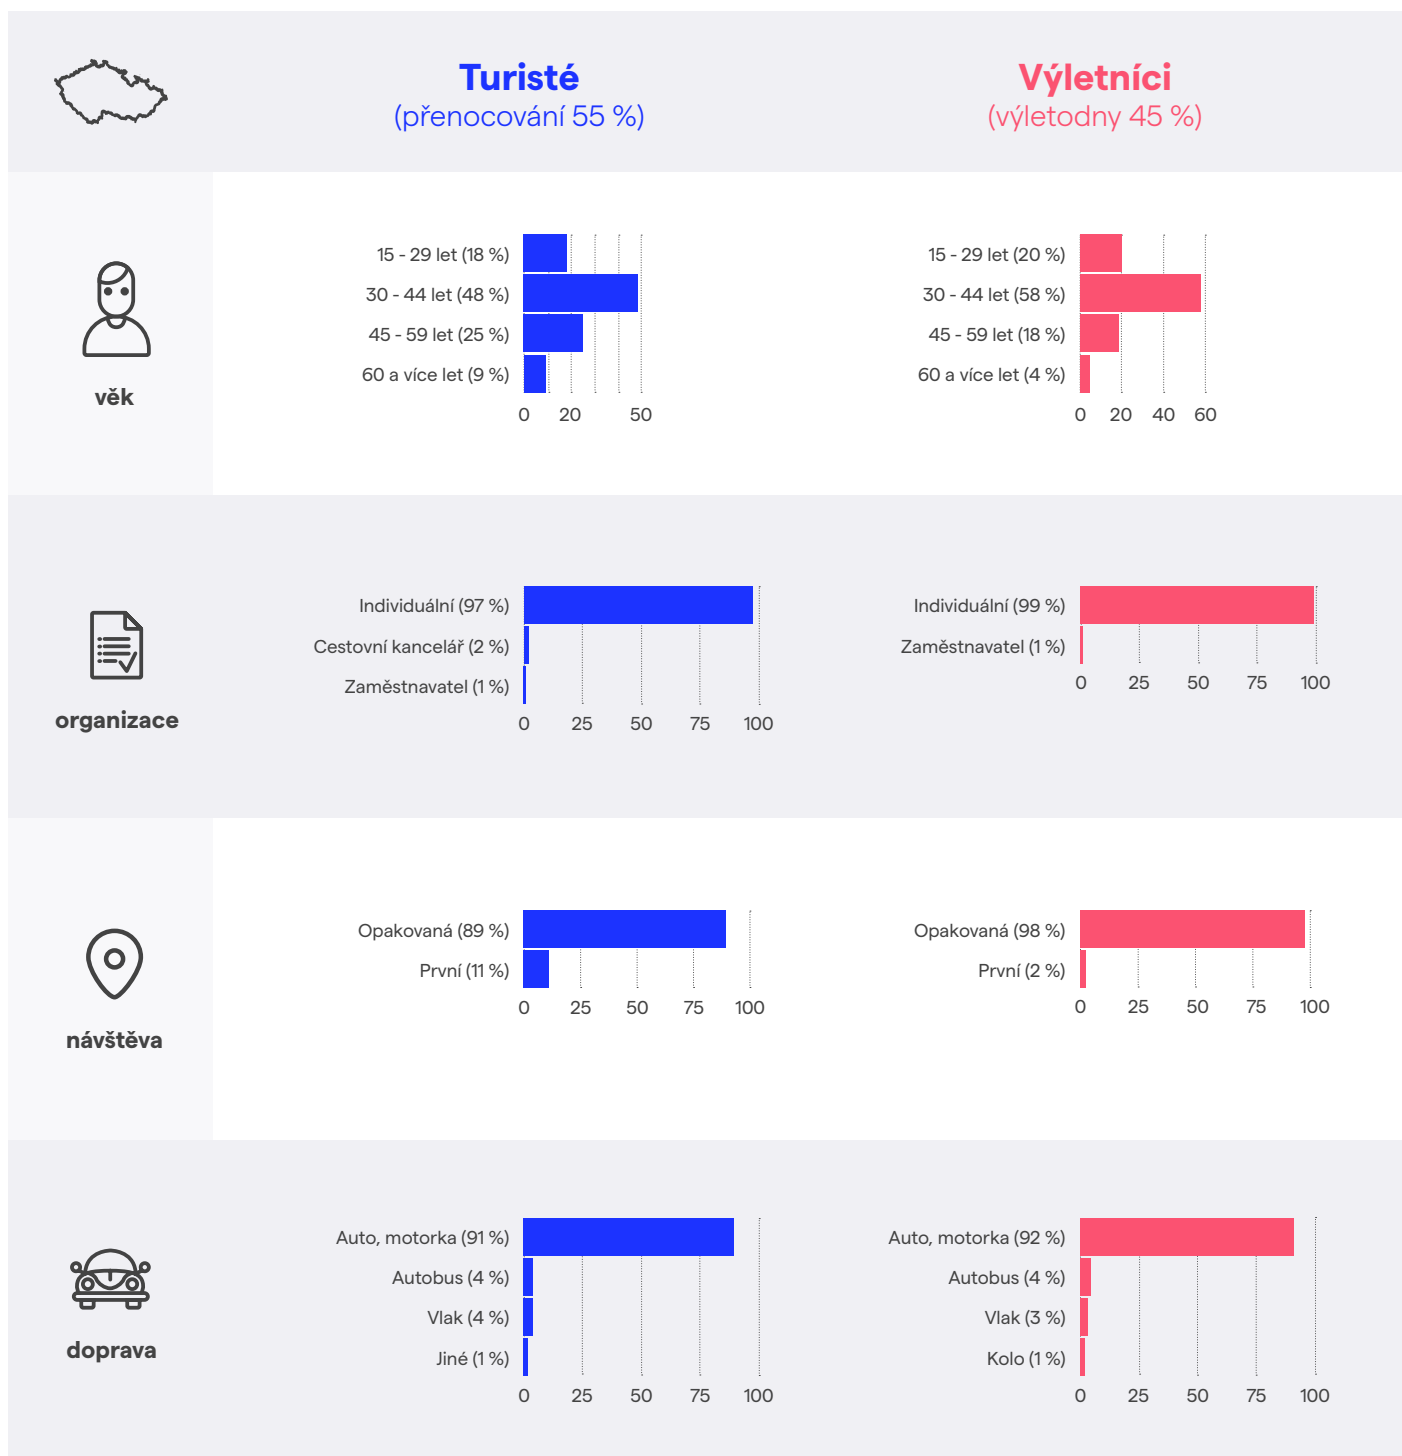 Turisté
(přenocování 55 %)
Výletníci
(výletodny 45 %)
věk
15 - 29 let (18 %)
30 - 44 let (48 %)
45 - 59 let (25 %)
60 a více let (9 %)
0 20 50
15 - 29 let (20 %)
30 - 44 let (58 %)
45 - 59 let (18 %)
60 a více let (4 %)
0 20 40 60
organizace
Individuální (97 %)
Cestovní kancelář (2 %)
Zaměstnavatel (1 %)
0 25 50 75 100
Individuální (99 %)
Zaměstnavatel (1 %)
0 25 50 75 100
návštěva
Opakovaná (89 %)
První (11 %)
0 25 50 75 100
Opakovaná (98 %)
První (2 %)
0 25 50 75 100
doprava
Auto, motorka (91 %)
Autobus (4 %)
Vlak (4 %)
Jiné (1 %)
0 25 50 75 100
Auto, motorka (92 %)
Autobus (4 %)
Vlak (3 %)
Kolo (1 %)
0 25 50 75 100